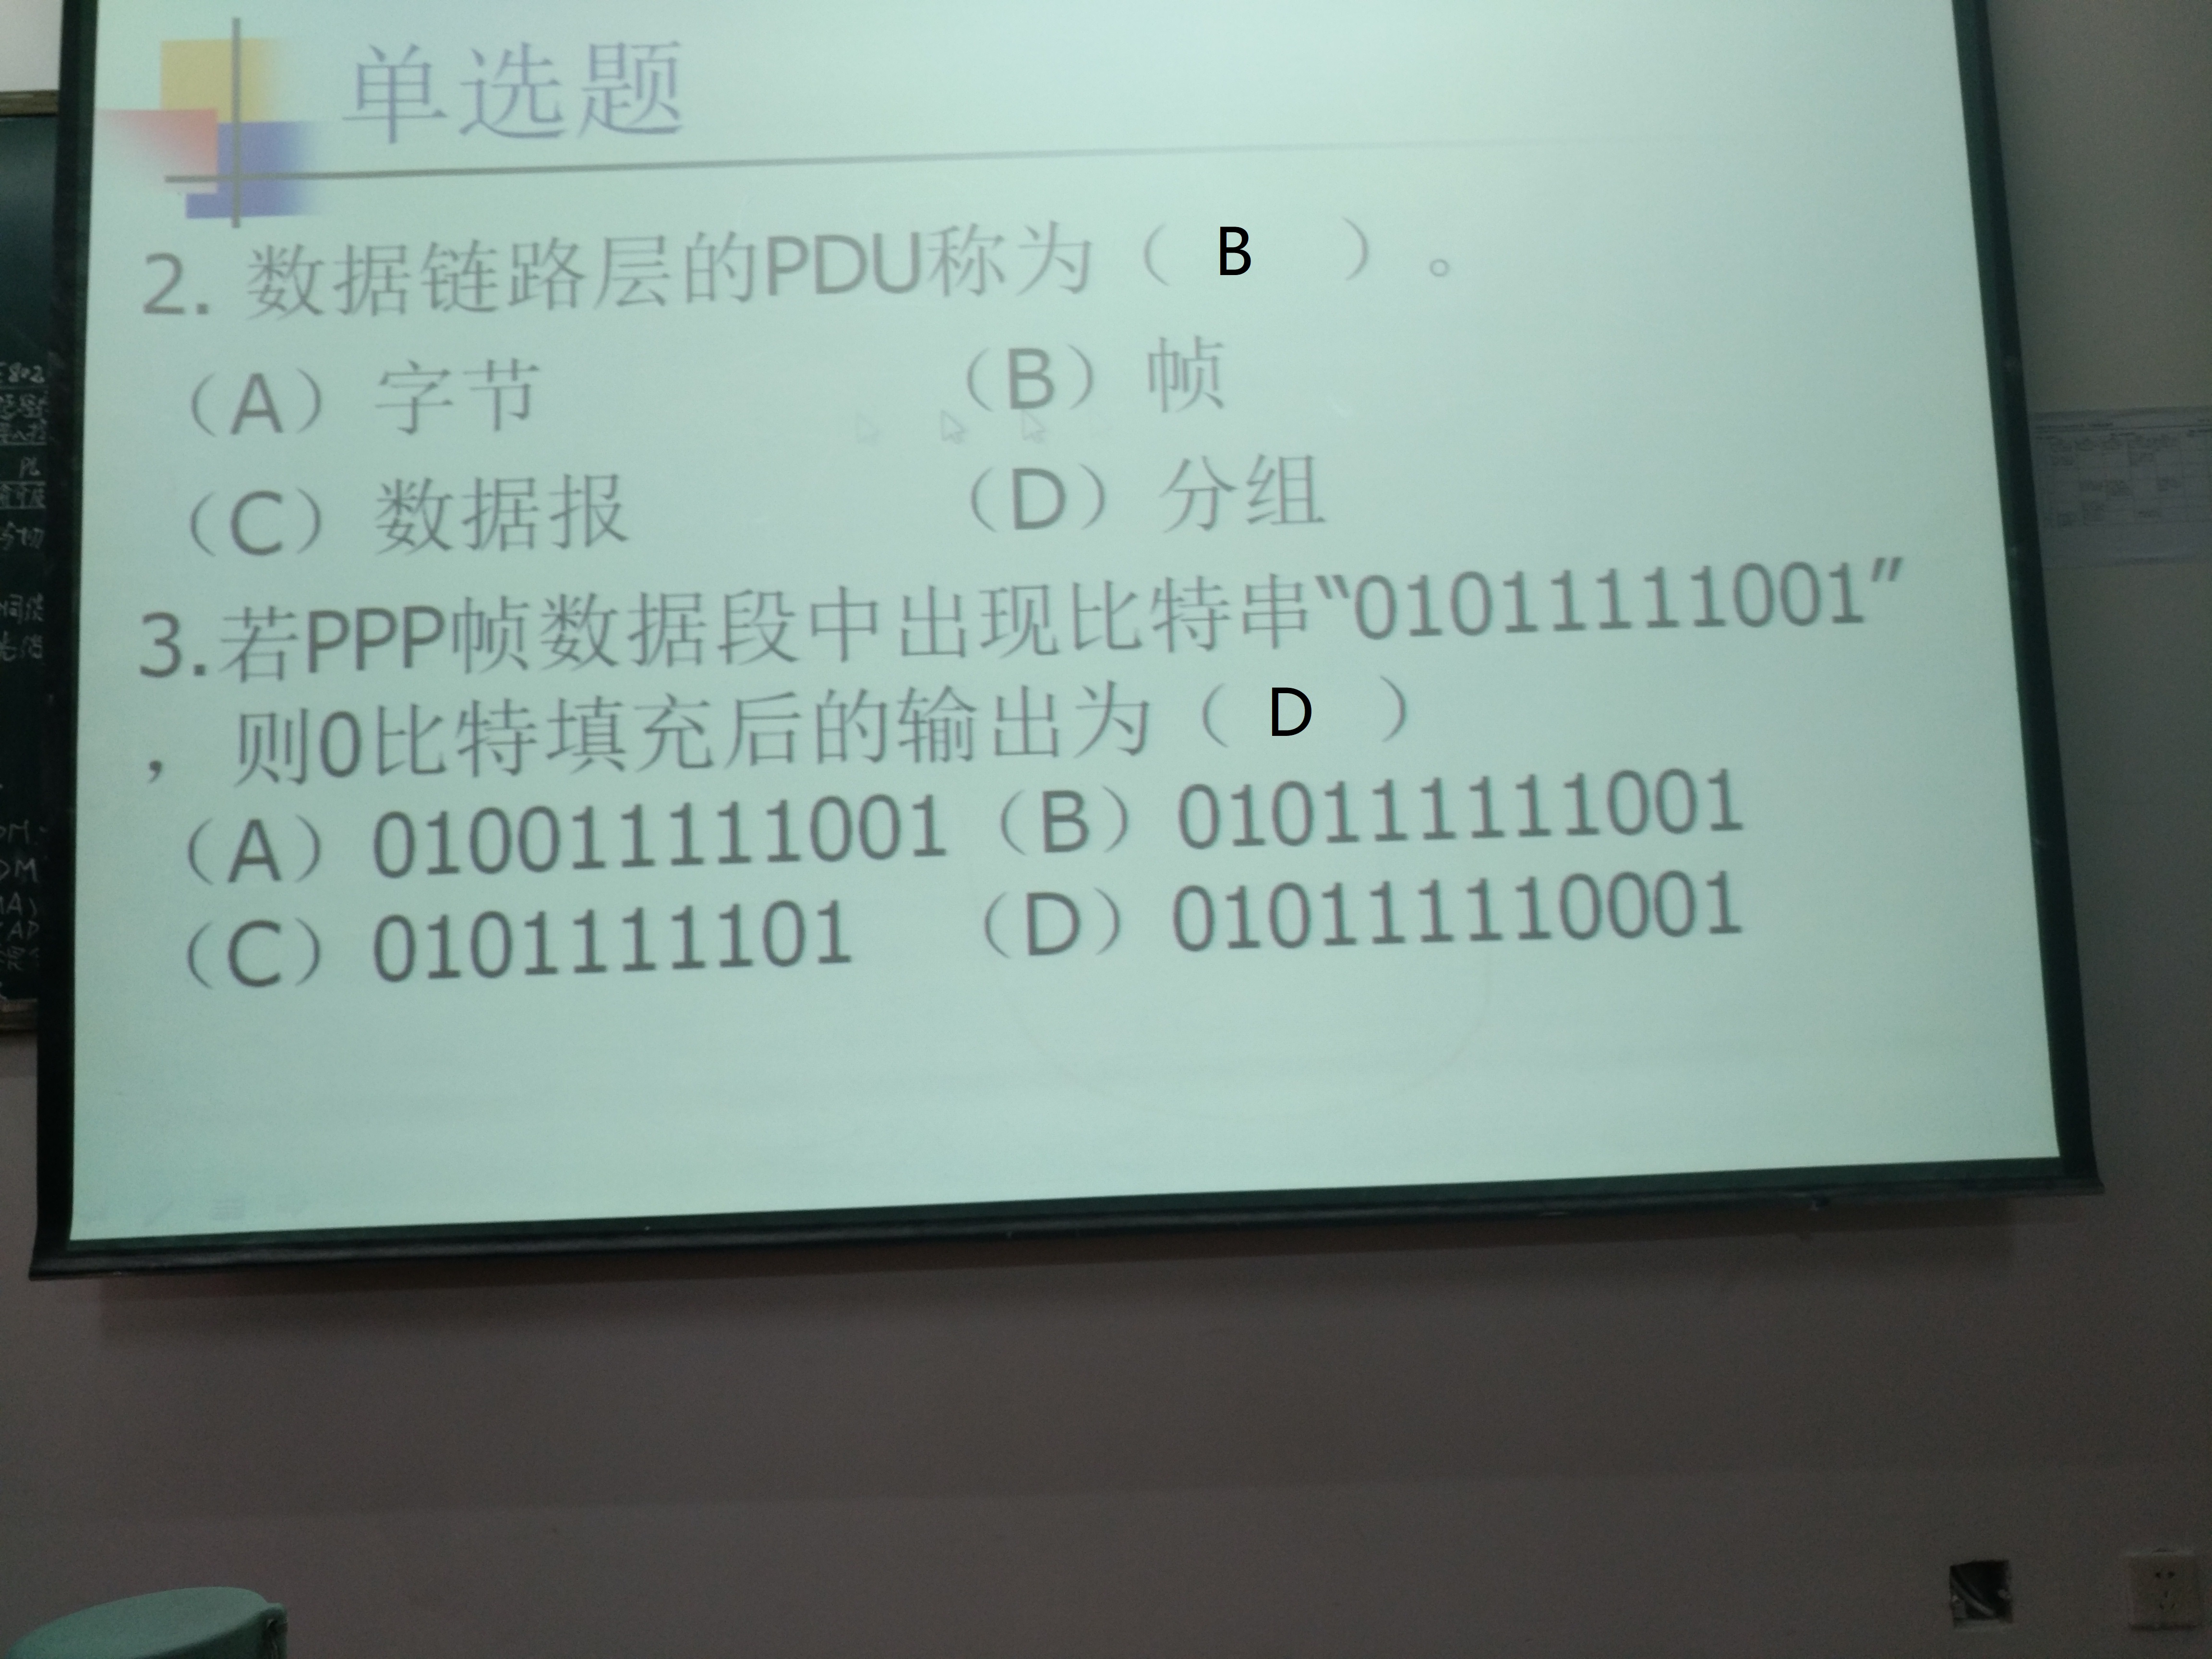 单选题
2. 数据链路层的PDU称为（ B ）。
（A）字节 （B）帧
（C）数据报 （D）分组
3.若PPP帧数据段中出现比特串“01011111001”
，则0比特填充后的输出为（ D ）
（A）010011111001（B）010111111001
（C）0101111101 （D）010111110001